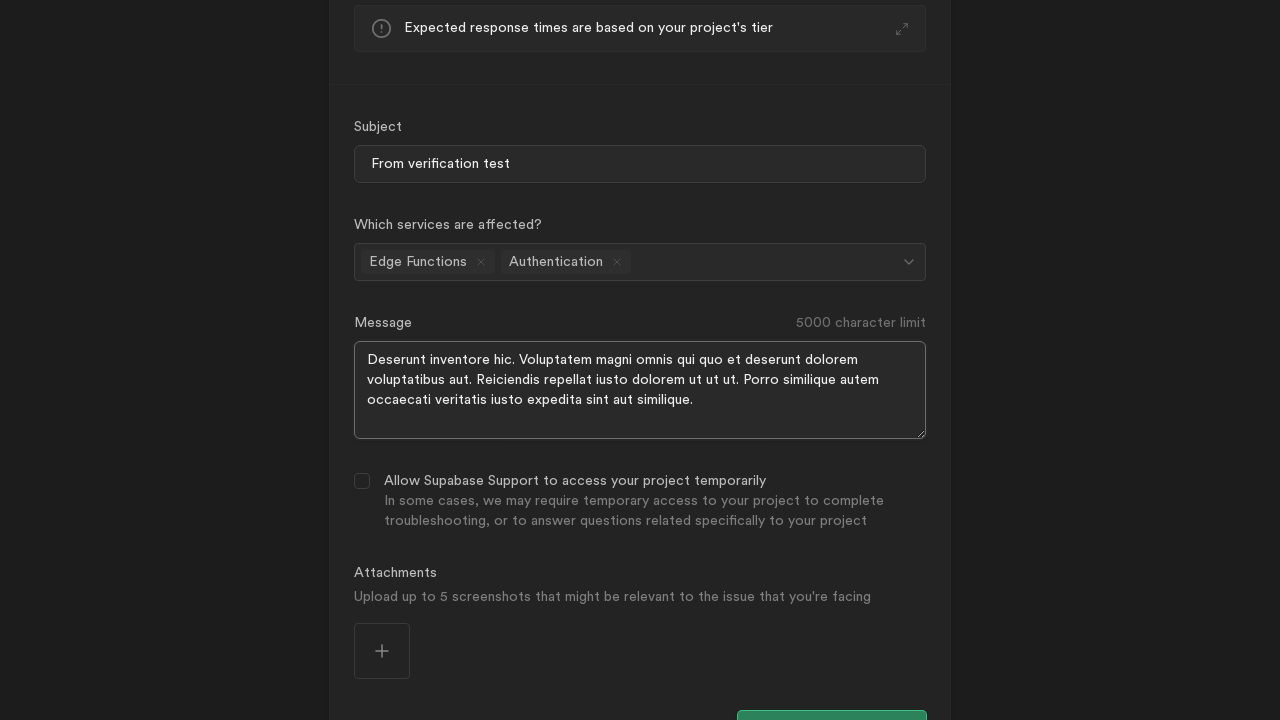 Expected response times are based on your project's tier
Subject
From verification test
Which services are affected?
Edge Functions Authentication
Message 5000 character limit
Deserunt inventore hic. Voluptatem magni omnis qui quo et deserunt dolorem
voluptatibus aut. Reiciendis repellat iusto dolorem ut ut ut. Porro similique autem
occaecati veritatis iusto expedita sint aut similique.
Allow Supabase Support to access your project temporarily
In some cases, we may require temporary access to your project to complete
troubleshooting, or to answer questions related specifically to your project
Attachments
Upload up to 5 screenshots that might be relevant to the issue that you're facing